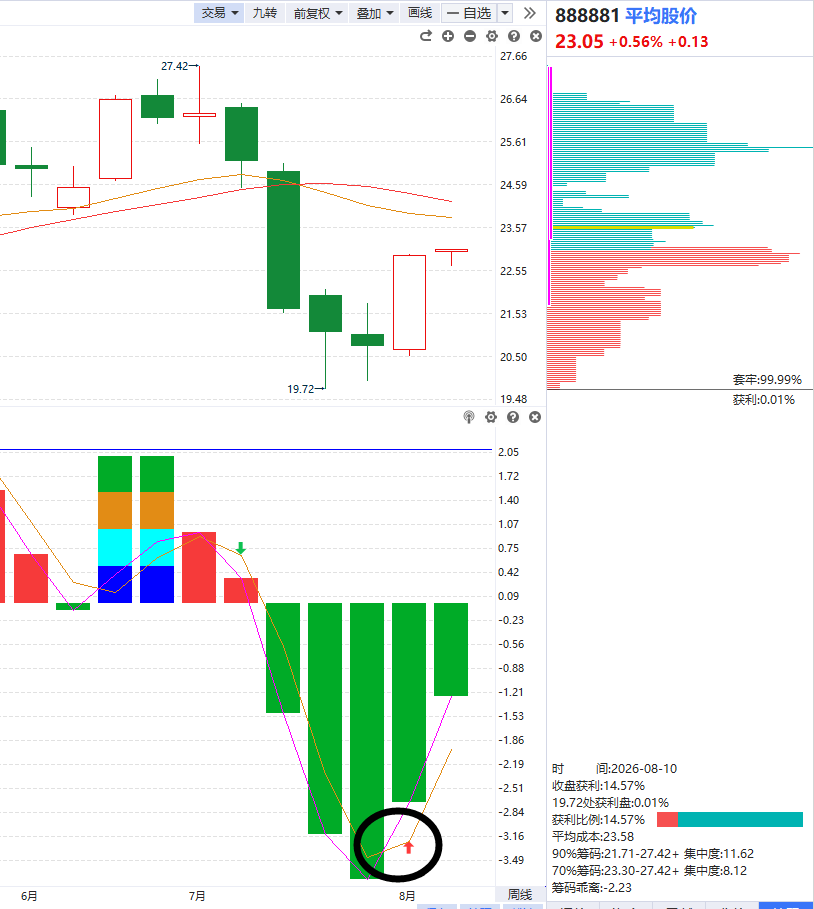 交易 九转 前复权 叠加 画线 一 自选
888881 平均股价
23.05 +0.56% +0.13
27.66
27.42
26.64
25.61
24.59
23.57
22.55
21.53
20.50
19.72
19.48
套牢:99.99%
获利:0.01%
2.05
1.72
1.40
1.07
0.75
0.42
0.09
-0.23
-0.56
-0.88
-1.21
-1.53
-1.86
-2.19
-2.51
-2.84
-3.16
-3.49
时 间:2026-08-10
收盘获利:14.57%
19.72处获利盘:0.01%
获利比例:14.57%
平均成本:23.58
90%筹码:21.71-27.42+ 集中度:11.62
70%筹码:23.30-27.42+ 集中度:8.12
筹码乖离:-2.23
6月 7月 8月 周线